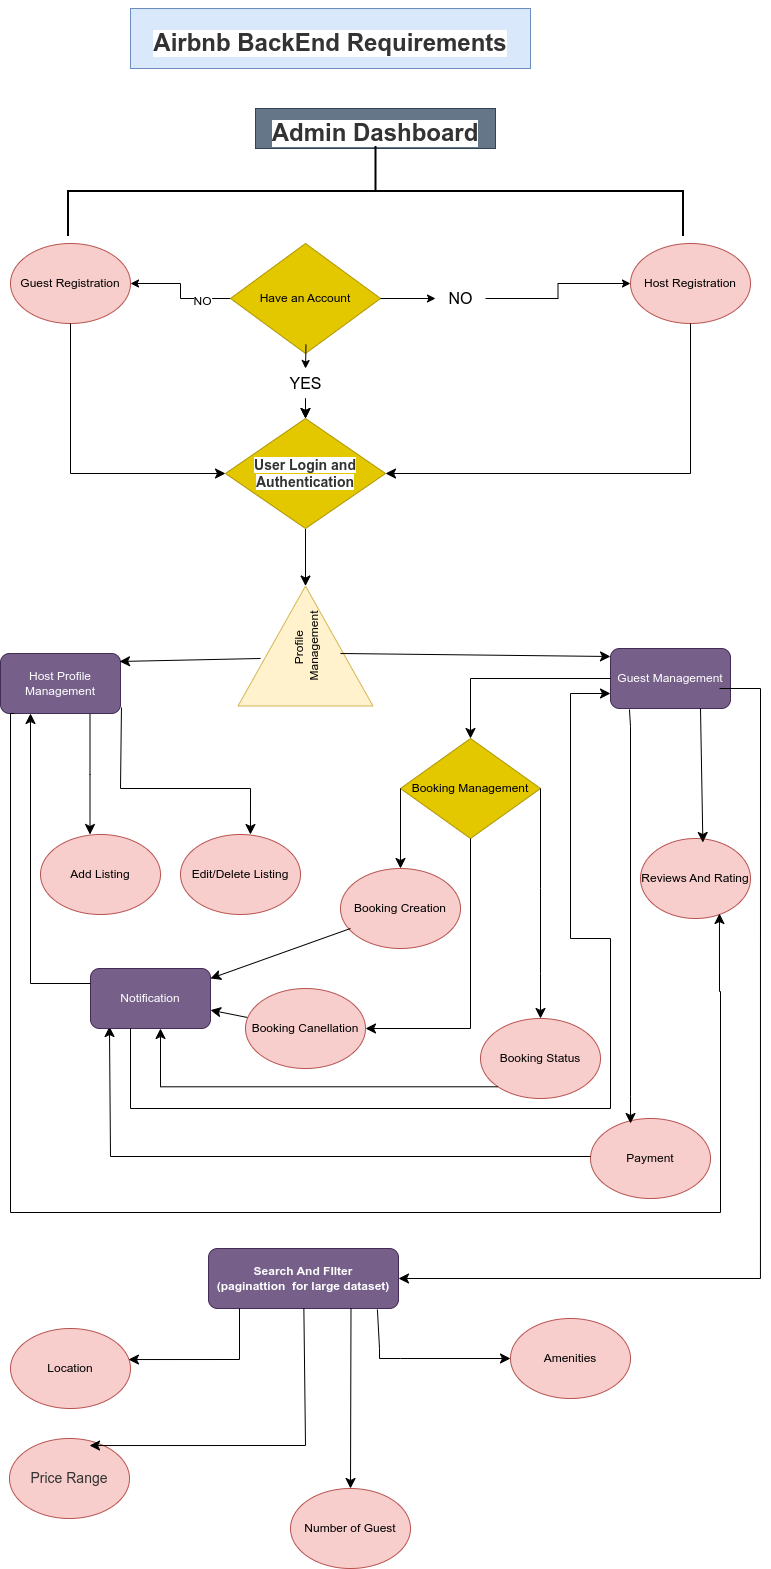 Airbnb BackEnd Requirements
Admin Dashboard
Guest Registration
NO
Have an Account
NO
Host Registration
YES
User Login and
Authentication
Profile
Management
Host Profile
Management
Guest Management
Booking Management
Add Listing
Edit/Delete Listing
Reviews And Rating
Booking Creation
Notification
Booking Canellation
Booking Status
Payment
Search And FIlter
(paginattion  for large dataset)
Location
Amenities
Price Range
Number of Guest